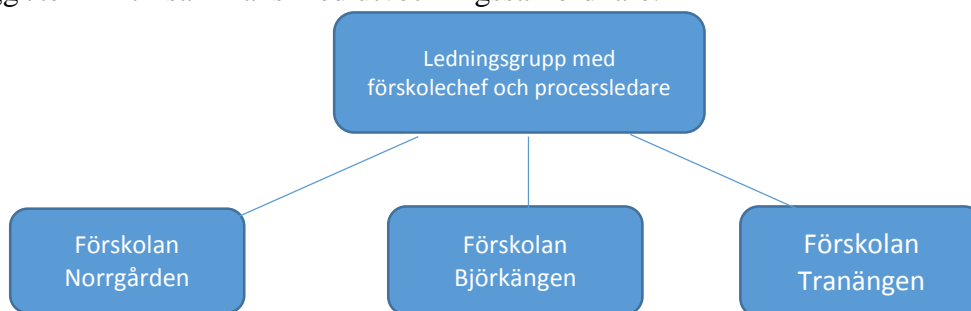 Ledningsgrupp med
förskolechef och processledare
Förskolan
Norrgården
Förskolan
Björkängen
Förskolan
Tranängen